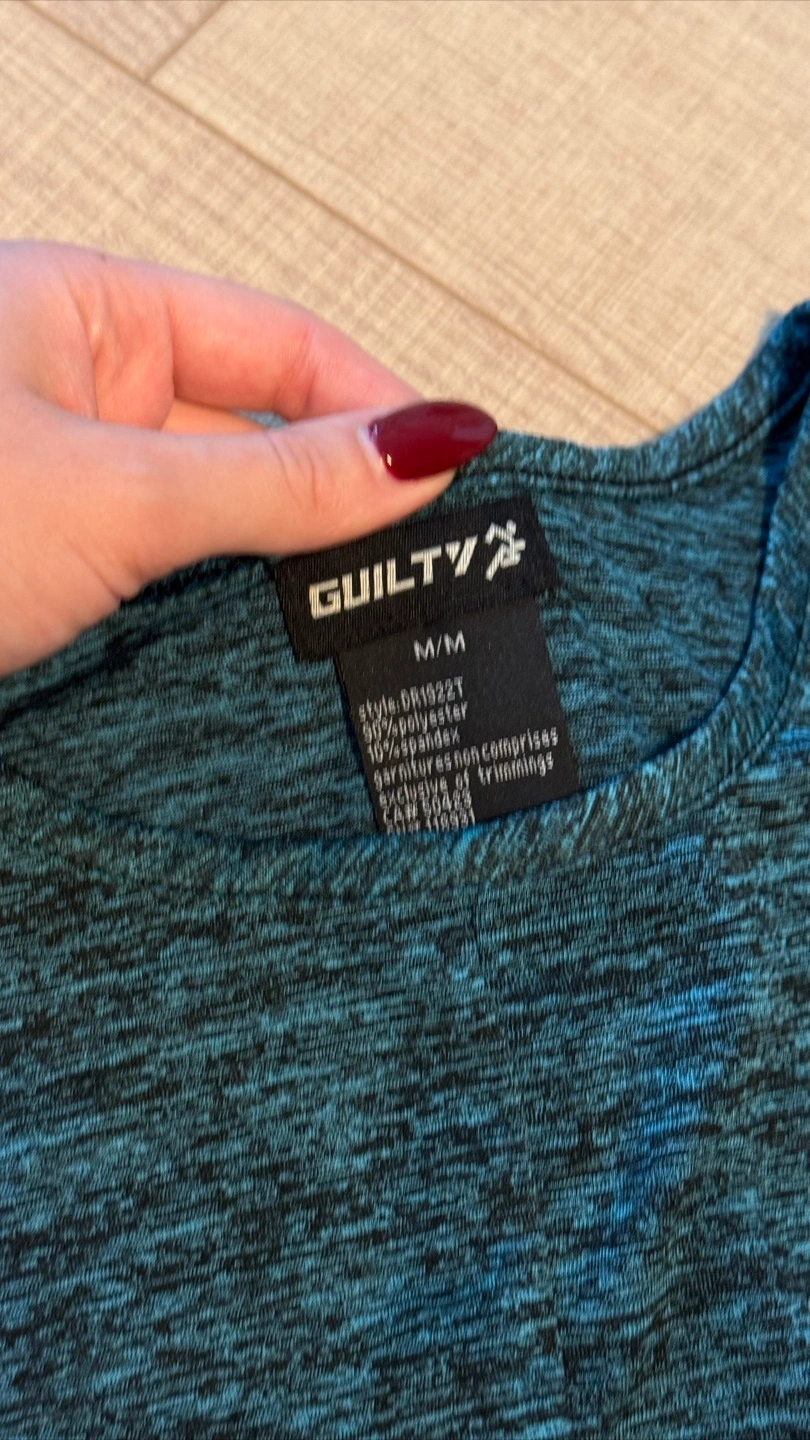 GUILTY
M/M
style:DR1922T
90%polyester
10%spandex
garnitures non comprises
exclusive of trimmings